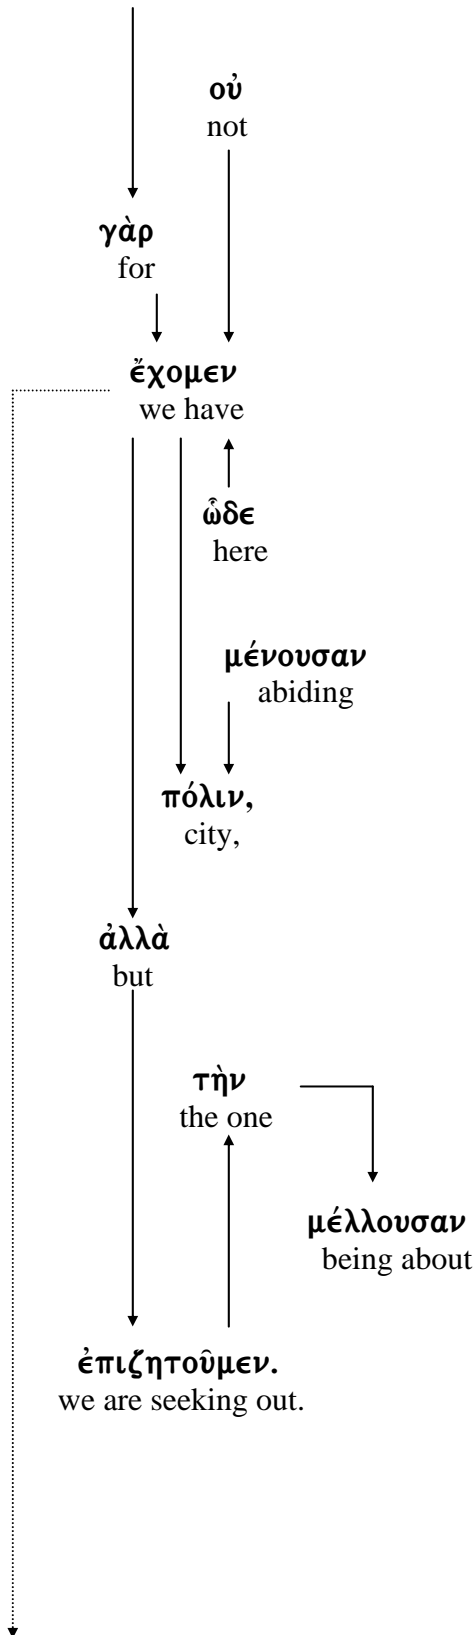 οὐ
not
γὰρ
for
ἔχομεν
we have
ὧδε
here
μένουσαν
abiding
πόλιν,
city,
ἀλλὰ
but
τὴν
the one
μέλλουσαν
being about
ἐπιζητοῦμεν.
we are seeking out.